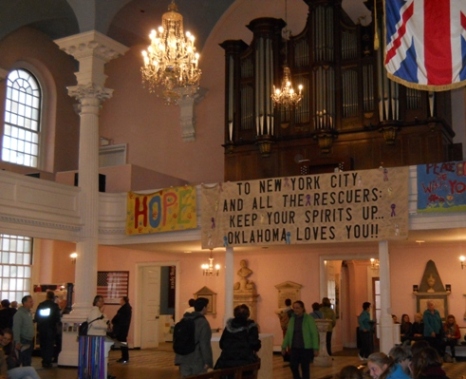 HOPE
TO NEW YORK CITY
AND ALL THE RESCUERS:
KEEP YOUR SPIRITS UP...
OKLAHOMA LOVES YOU!!